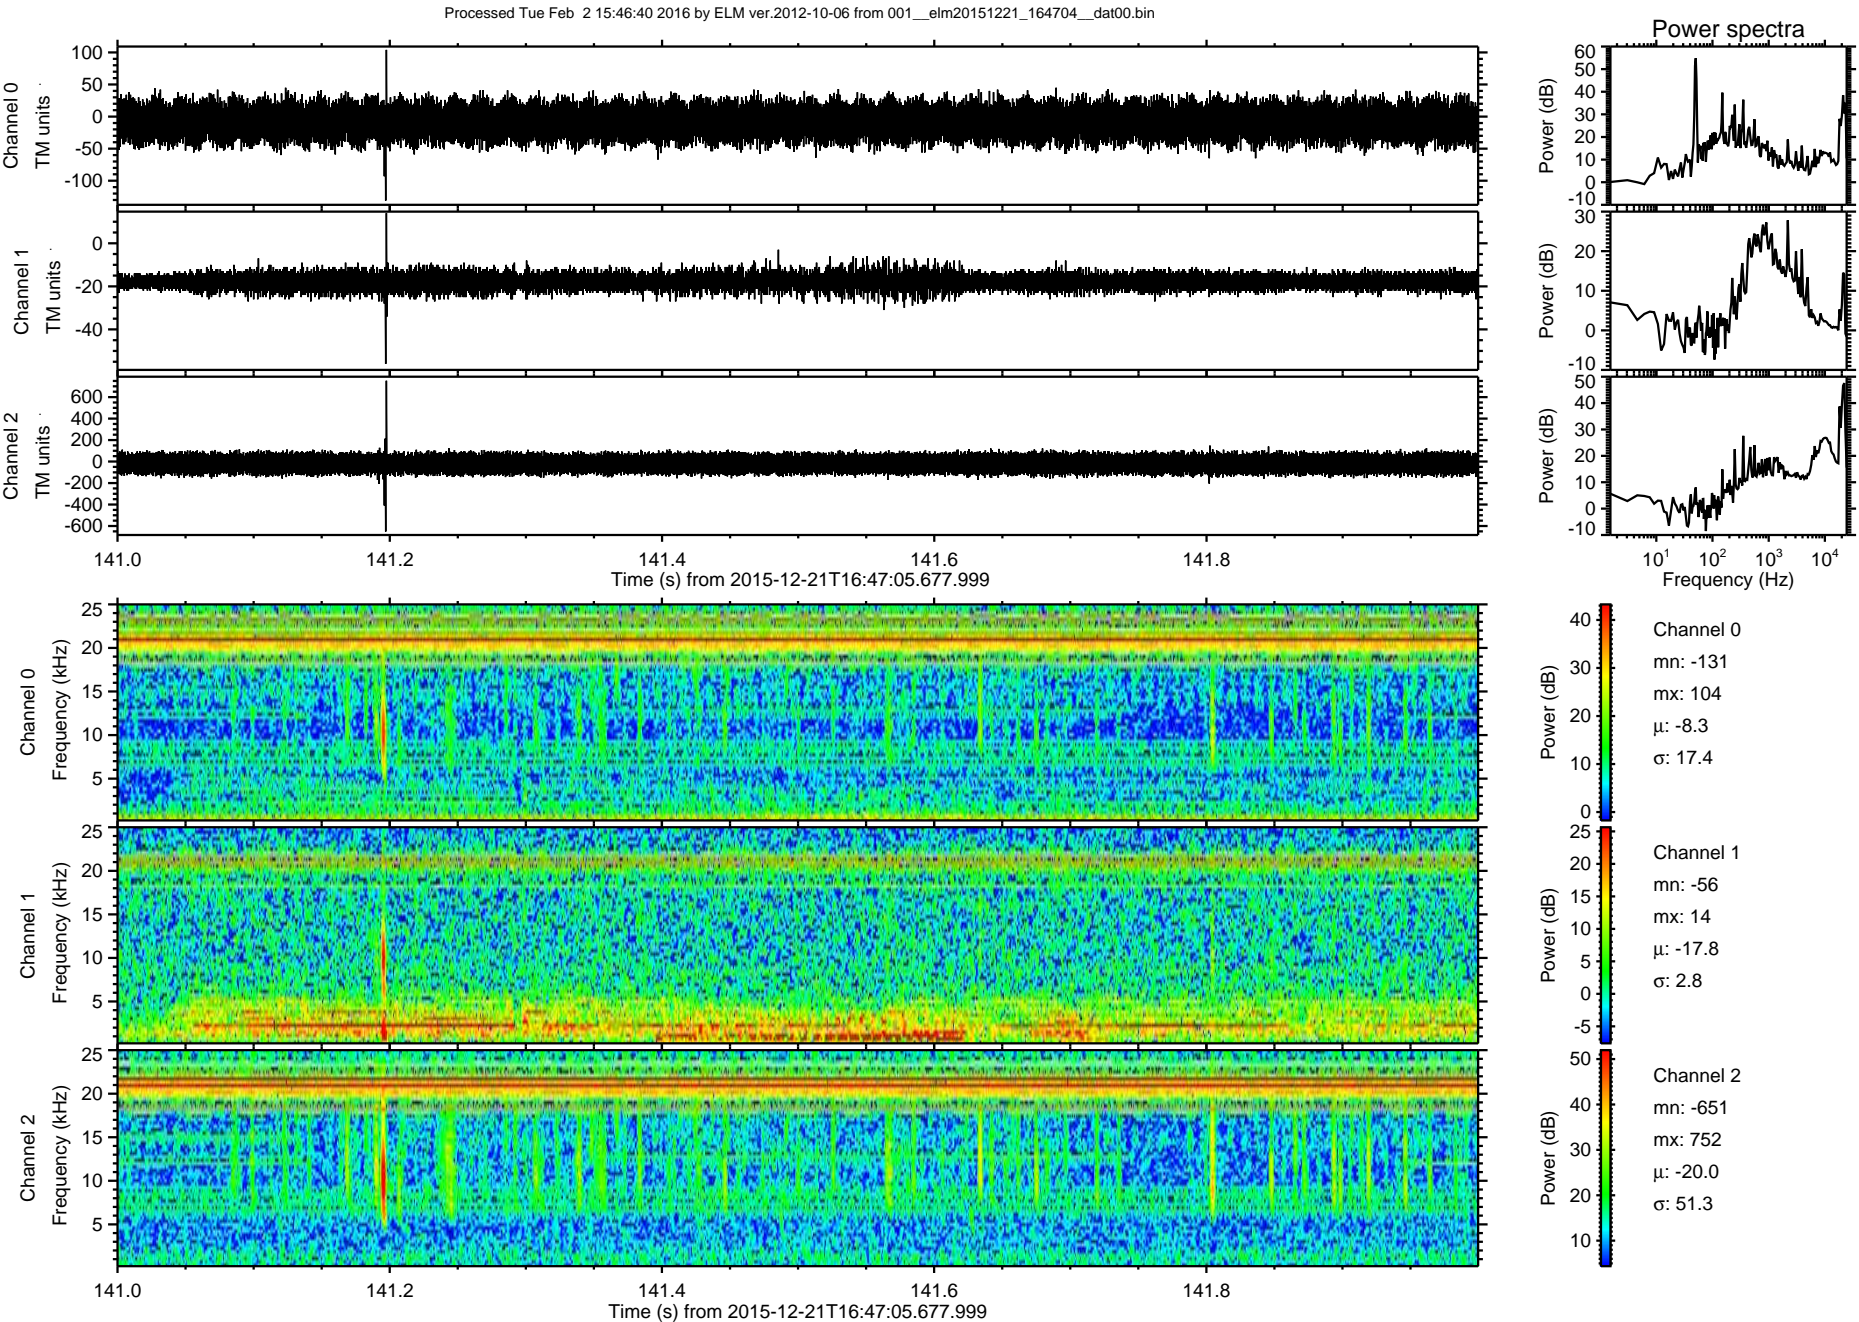 Processed Tue Feb  2 15:46:40 2016 by ELM ver.2012-10-06 from 001__elm20151221_164704__dat00.bin
Power spectra
Channel 0
TM units
100
50
0
-50
-100
Power (dB)
60
50
40
30
20
10
0
-10
Channel 1
TM units
0
-20
-40
Power (dB)
30
20
10
0
-10
Channel 2
TM units
600
400
200
0
-200
-400
-600
Power (dB)
50
40
30
20
10
0
-10
141.0 141.2 141.4 141.6 141.8
Time (s) from 2015-12-21T16:47:05.677.999
10^1 10^2 10^3 10^4
Frequency (Hz)
Channel 0
Frequency (kHz)
25
20
15
10
5
Power (dB)
40
30
20
10
0
Channel 0
mn: -131
mx: 104
μ: -8.3
σ: 17.4
Channel 1
Frequency (kHz)
25
20
15
10
5
Power (dB)
25
20
15
10
5
0
-5
Channel 1
mn: -56
mx: 14
μ: -17.8
σ: 2.8
Channel 2
Frequency (kHz)
25
20
15
10
5
Power (dB)
50
40
30
20
10
Channel 2
mn: -651
mx: 752
μ: -20.0
σ: 51.3
141.0 141.2 141.4 141.6 141.8
Time (s) from 2015-12-21T16:47:05.677.999